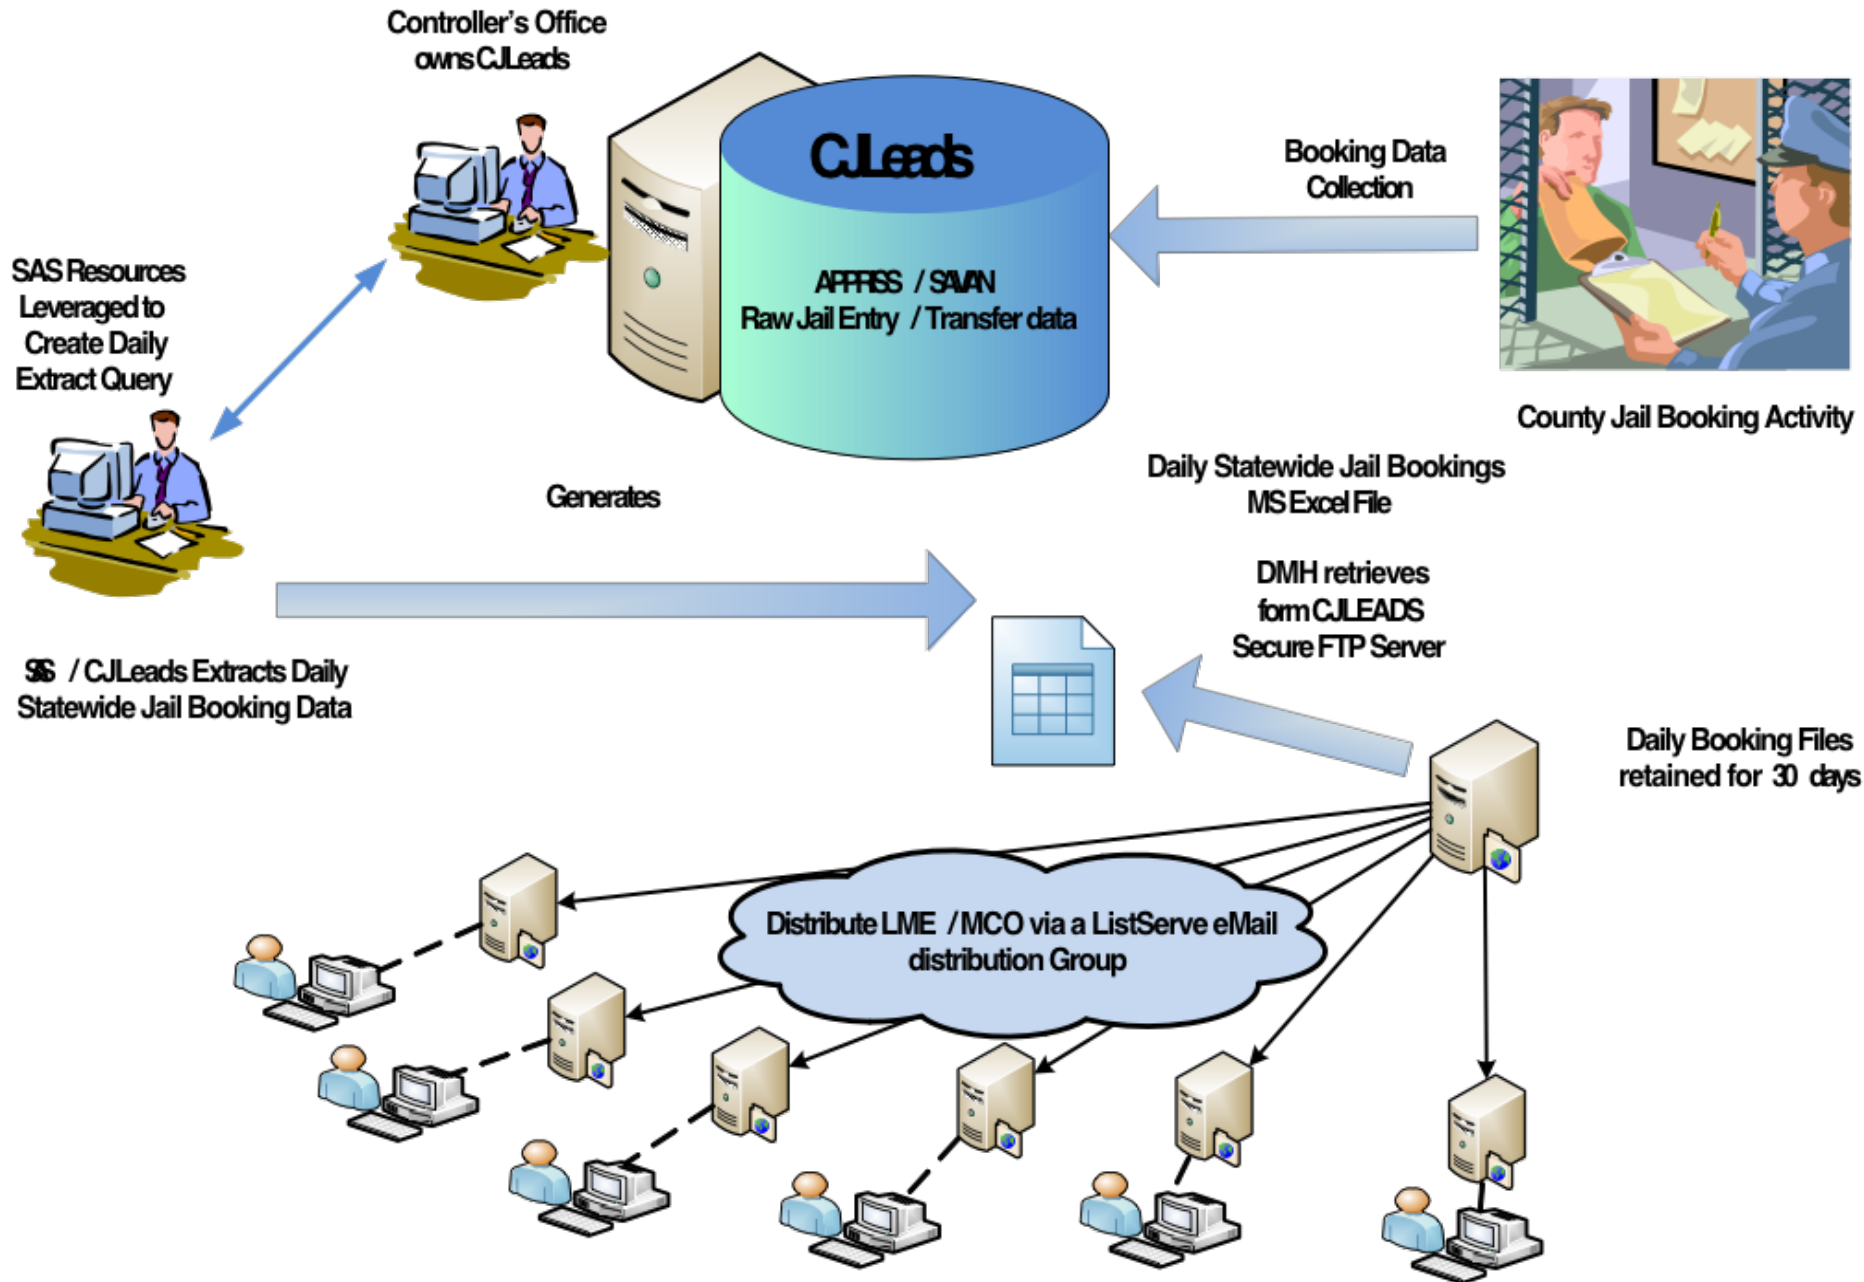 Controller's Office
owns CJLeads
CJLeads
APPRISS / SAVAN
Raw Jail Entry / Transfer data
Booking Data
Collection
County Jail Booking Activity
SAS Resources
Leveraged to
Create Daily
Extract Query
Generates
Daily Statewide Jail Bookings
MS Excel File
DMH retrieves
form CJLEADS
Secure FTP Server
SAS / CJLeads Extracts Daily
Statewide Jail Booking Data
Daily Booking Files
retained for 30 days
Distribute LME / MCO via a ListServe eMail
distribution Group